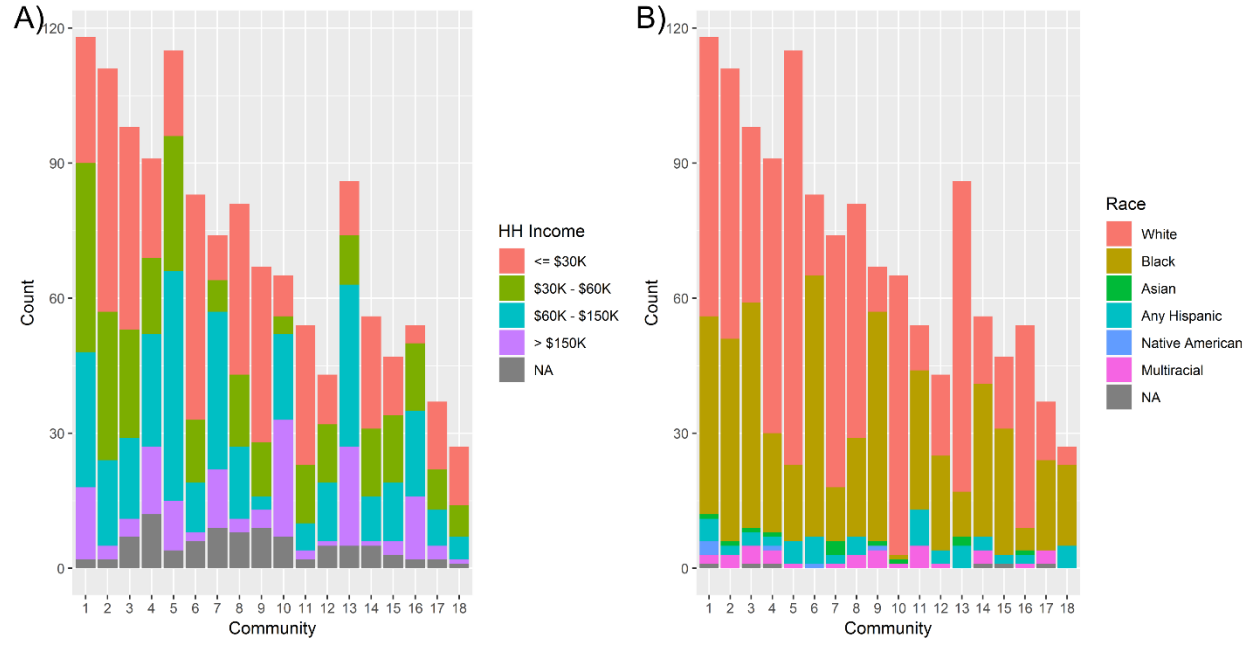 A)
120
90
60
30
0
Count
1 2 3 4 5 6 7 8 9 10 11 12 13 14 15 16 17 18
Community
HH Income
<= $30K
$30K - $60K
$60K - $150K
> $150K
NA
B)
120
90
60
30
0
Count
1 2 3 4 5 6 7 8 9 10 11 12 13 14 15 16 17 18
Community
Race
White
Black
Asian
Any Hispanic
Native American
Multiracial
NA